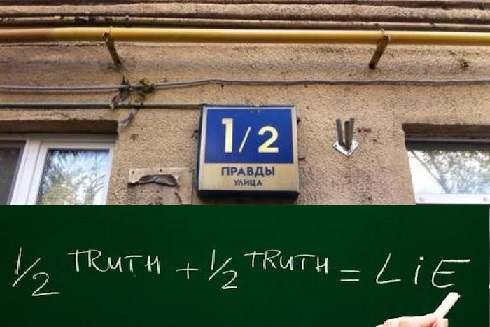 1/2
ПРАВДЫ
УЛИЦА
1/2 TRUTH + 1/2 TRUTH = LiE